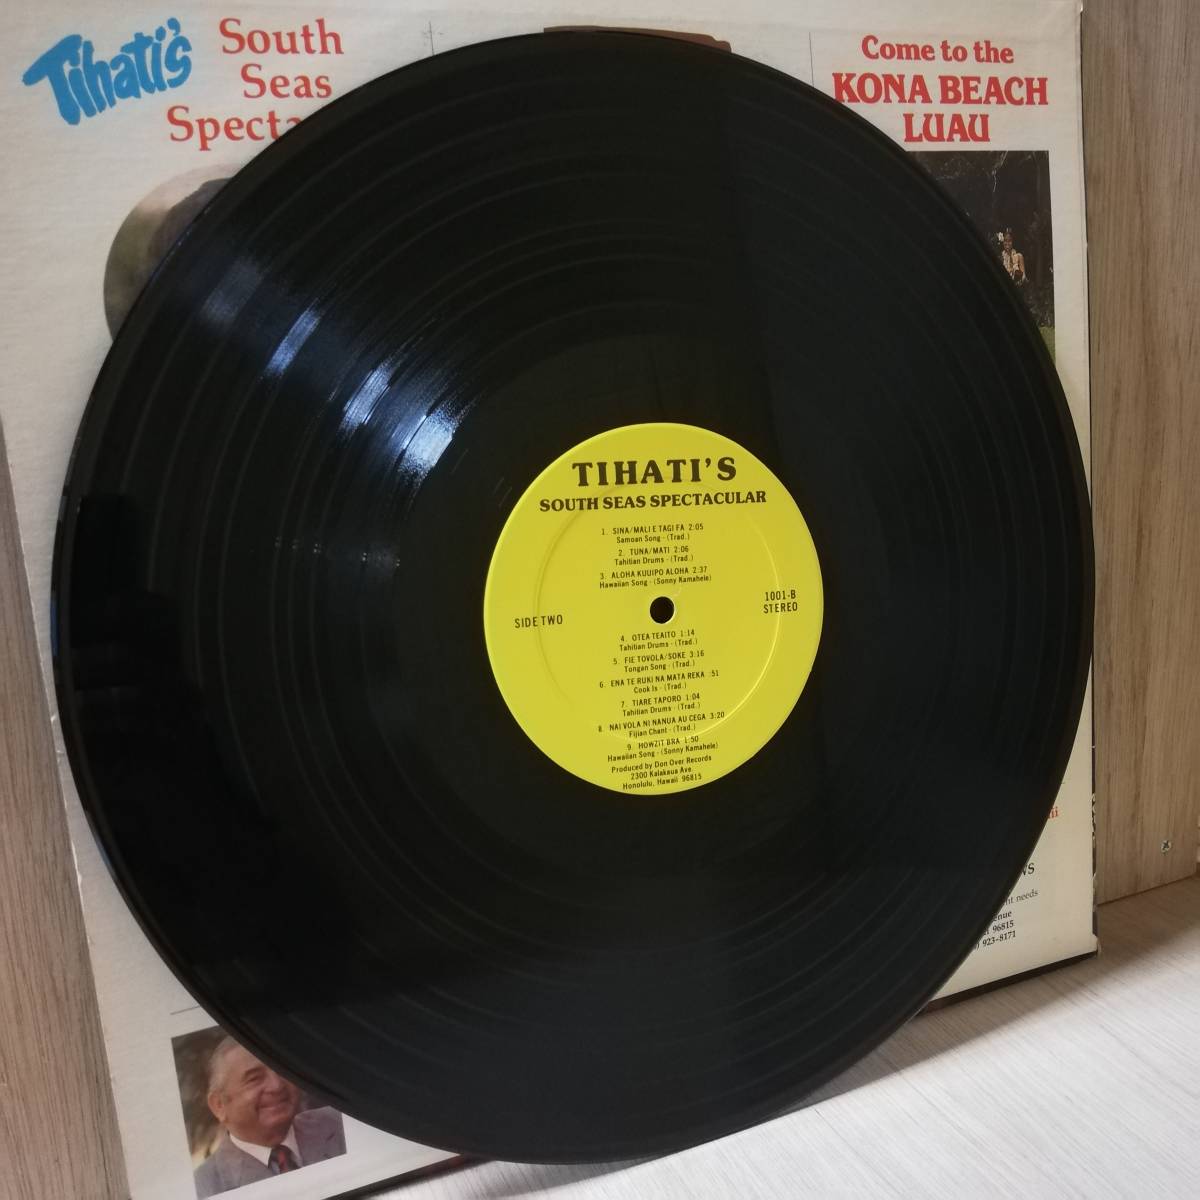 Tihati's
South
Seas
Come to the
KONA BEACH
LUAU
TIHATI'S
SOUTH SEAS SPECTACULAR
1. SINA/MALI E TAGI FA 2:05
Samoan Song - (Trad.)
2. TUNA/MATI 2:06
Tahitian Drums - (Trad.)
3. ALOHA KUUIPO ALOHA 2:37
Hawaiian Song - (Sonny Kamahele)
SIDE TWO
1001-B
STEREO
4. OTEA TEAITO 1:14
Tahitian Drums - (Trad.)
5. FIE TOVOLA/SOKE 3:16
Tongan Song - (Trad.)
6. ENA TE RUKI NA MATA REKA :51
Cook Is - (Trad.)
7. TIARE TAPORO 1:04
Tahitian Drums - (Trad.)
8. NAI VOLA NI NANUA AU CEGA 3:20
Fijian Chant - (Trad.)
9. HOWZIT BRA 1:50
Hawaiian Song - (Sonny Kamahele)
Produced by Don Over Records
2300 Kalakaua Ave.
Honolulu, Hawaii 96815
needs
96815
923-8171